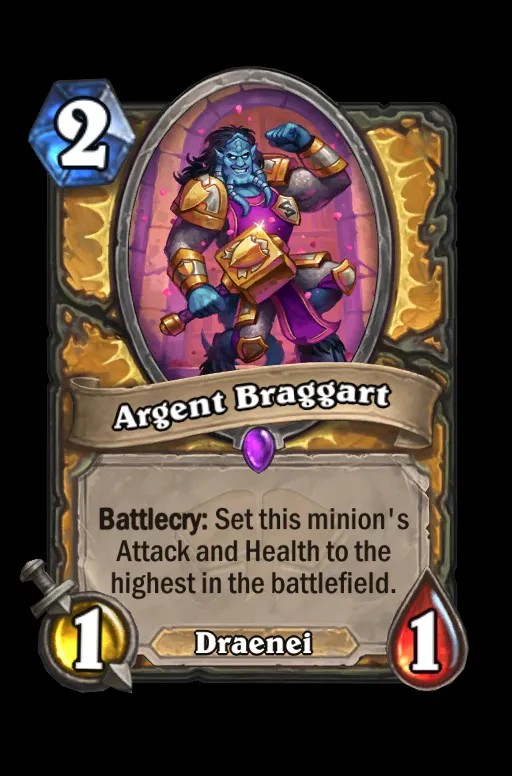 2
Argent Braggart
Battlecry: Set this minion's
Attack and Health to the
highest in the battlefield.
1
Draenei
1